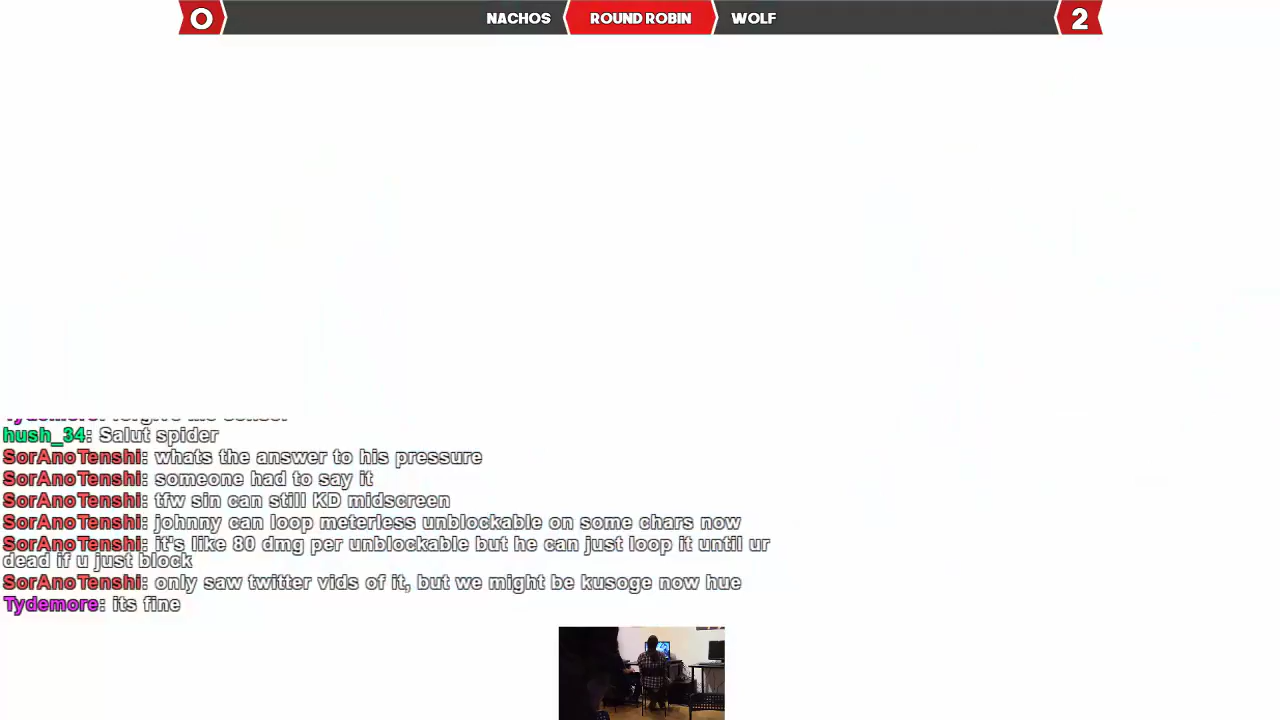 0 NACHOS ROUND ROBIN WOLF 2
hush_34: Salut spider
SorAnoTenshi: whats the answer to his pressure
SorAnoTenshi: someone had to say it
SorAnoTenshi: tfw sin can still KD midscreen
SorAnoTenshi: johnny can loop meterless unblockable on some chars now
SorAnoTenshi: it's like 80 dmg per unblockable but he can just loop it until ur
dead if u just block
SorAnoTenshi: only saw twitter vids of it, but we might be kusoge now hue
Tydemore: its fine